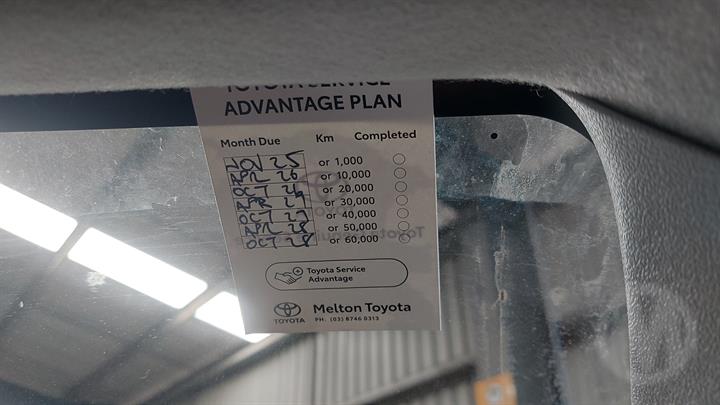 TOYOTA SERVICE
ADVANTAGE PLAN
Month Due Km Completed
NOV 25 or 1,000
APRIL 26 or 10,000
OCT 26 or 20,000
APR 27 or 30,000
OCT 27 or 40,000
APRIL 28 or 50,000
OCT 28 or 60,000
Toyota Service
Advantage
TOYOTA
Melton Toyota
PH. (03) 8746 0313